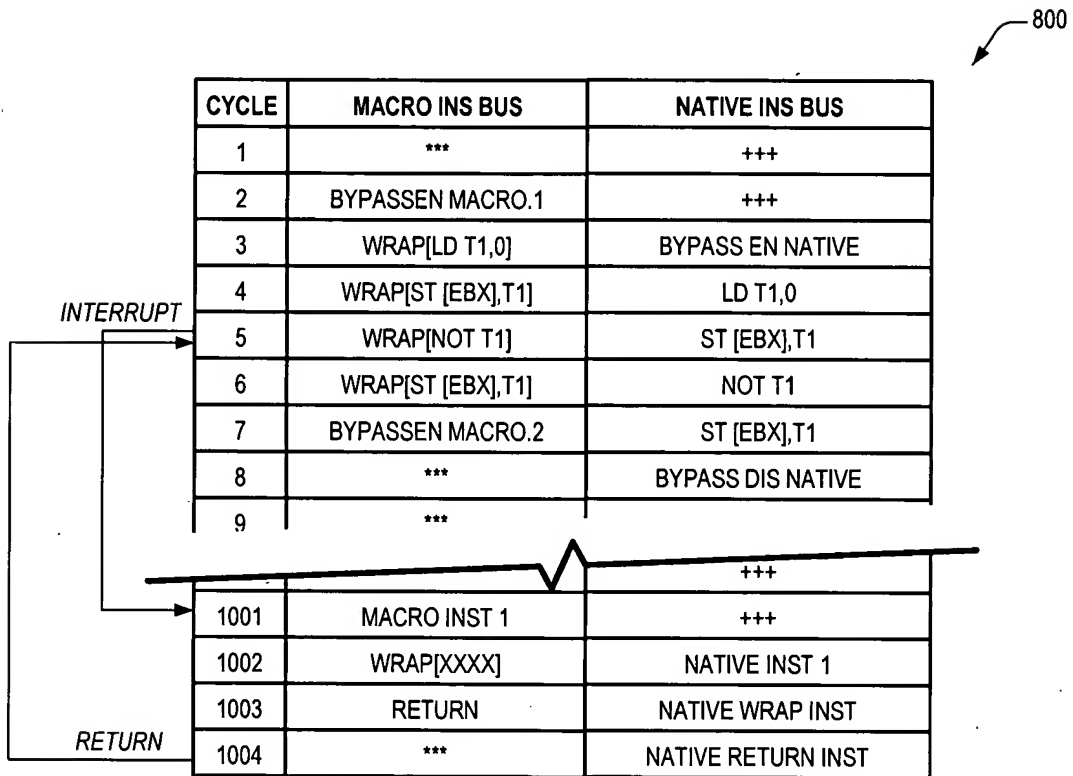 800
CYCLE MACRO INS BUS NATIVE INS BUS
1 *** +++
2 BYPASSEN MACRO.1 +++
3 WRAP[LD T1,0] BYPASS EN NATIVE
4 WRAP[ST [EBX],T1] LD T1,0
INTERRUPT
5 WRAP[NOT T1] ST [EBX],T1
6 WRAP[ST [EBX],T1] NOT T1
7 BYPASSEN MACRO.2 ST [EBX],T1
8 *** BYPASS DIS NATIVE
9 ***
+++
1001 MACRO INST 1 +++
1002 WRAP[XXXX] NATIVE INST 1
1003 RETURN NATIVE WRAP INST
RETURN
1004 *** NATIVE RETURN INST